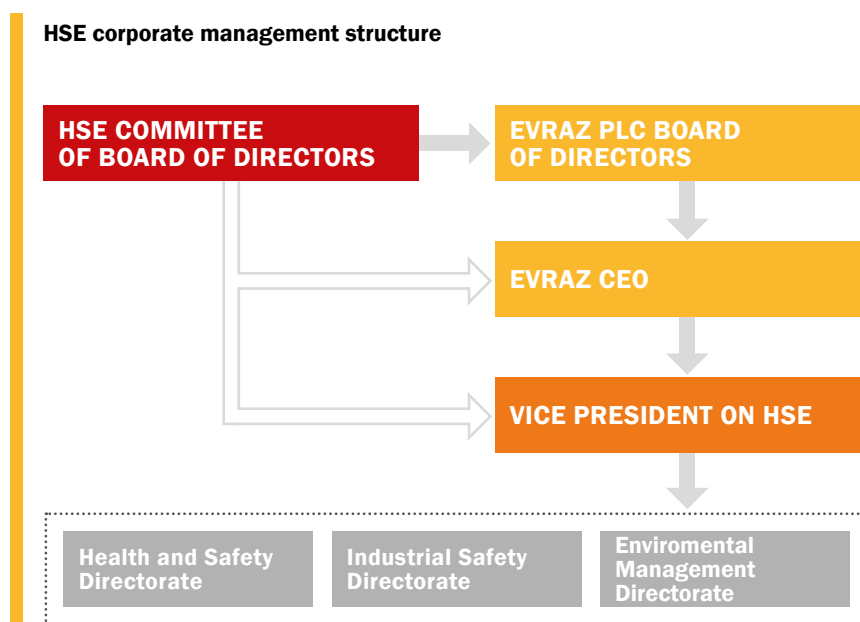 HSE corporate management structure
HSE COMMITTEE
OF BOARD OF DIRECTORS
EVRAZ PLC BOARD
OF DIRECTORS
EVRAZ CEO
VICE PRESIDENT ON HSE
Health and Safety
Directorate
Industrial Safety
Directorate
Enviromental
Management
Directorate